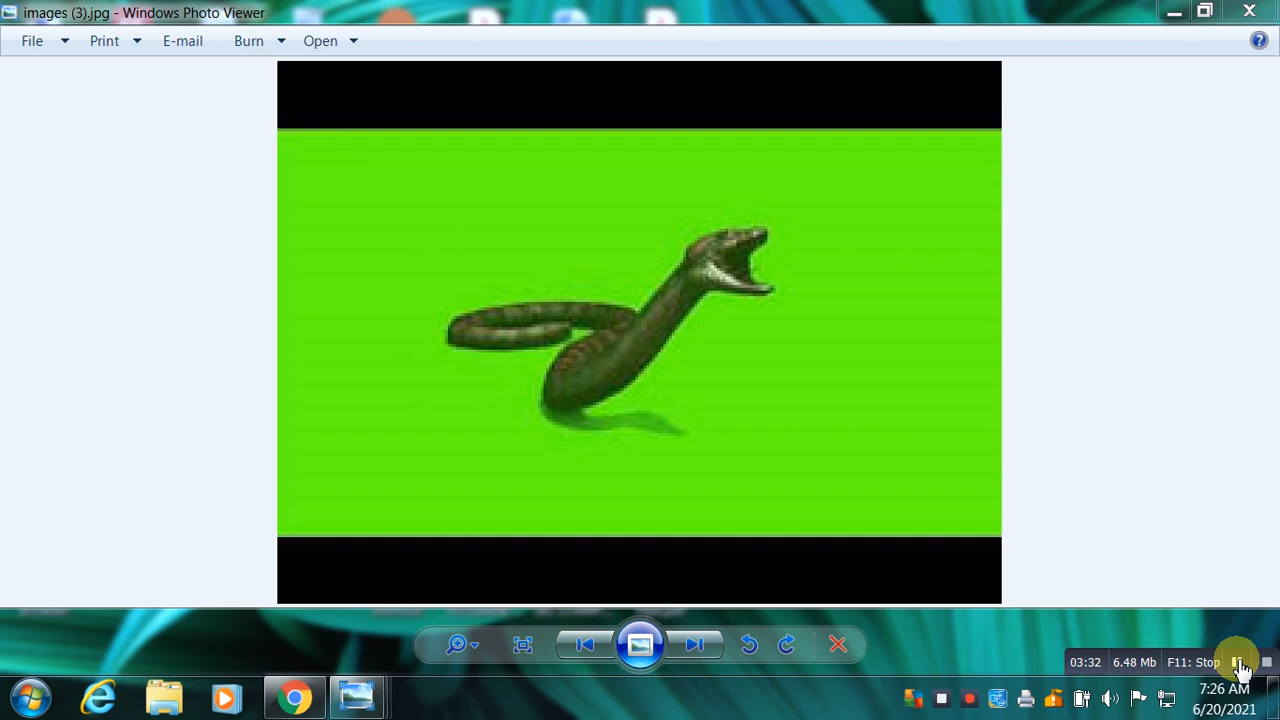 images (3).jpg - Windows Photo Viewer
File Print E-mail Burn Open
03:32 6.48 Mb F11: Stop
7:26 AM
6/20/2021